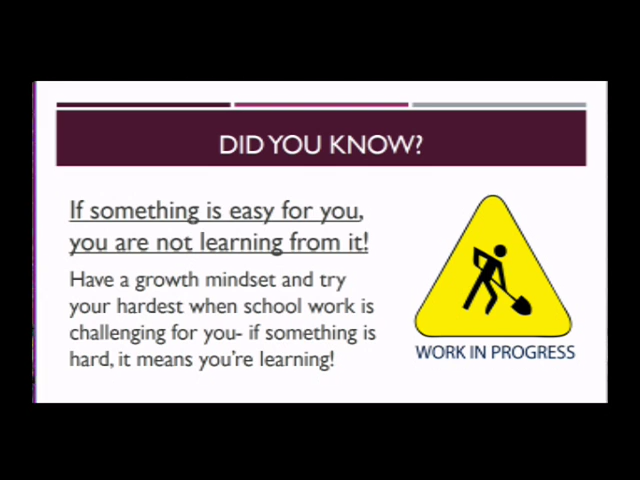 DID YOU KNOW?
If something is easy for you,
you are not learning from it!
Have a growth mindset and try
your hardest when school work is
challenging for you- if something is
hard, it means you're learning!
WORK IN PROGRESS